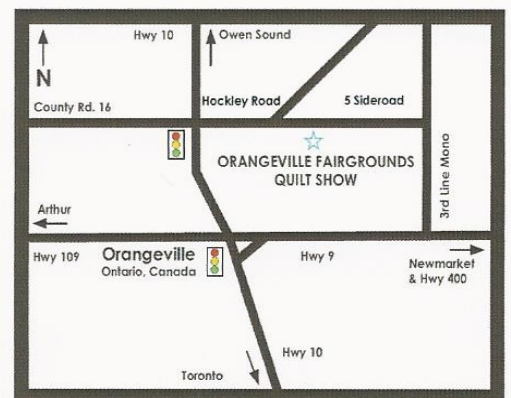 Hwy 10
Owen Sound
N
County Rd. 16
Hockley Road
5 Sideroad
ORANGEVILLE FAIRGROUNDS
QUILT SHOW
3rd Line Mono
Arthur
Hwy 109
Orangeville
Ontario, Canada
Hwy 9
Newmarket
& Hwy 400
Hwy 10
Toronto